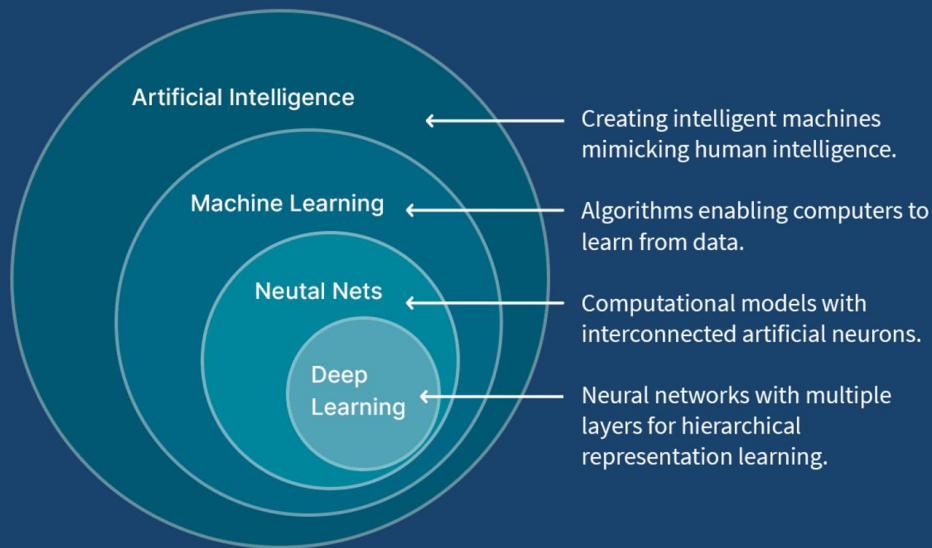 Artificial Intelligence
Creating intelligent machines
mimicking human intelligence.
Machine Learning
Algorithms enabling computers to
learn from data.
Neutal Nets
Computational models with
interconnected artificial neurons.
Deep
Learning
Neural networks with multiple
layers for hierarchical
representation learning.